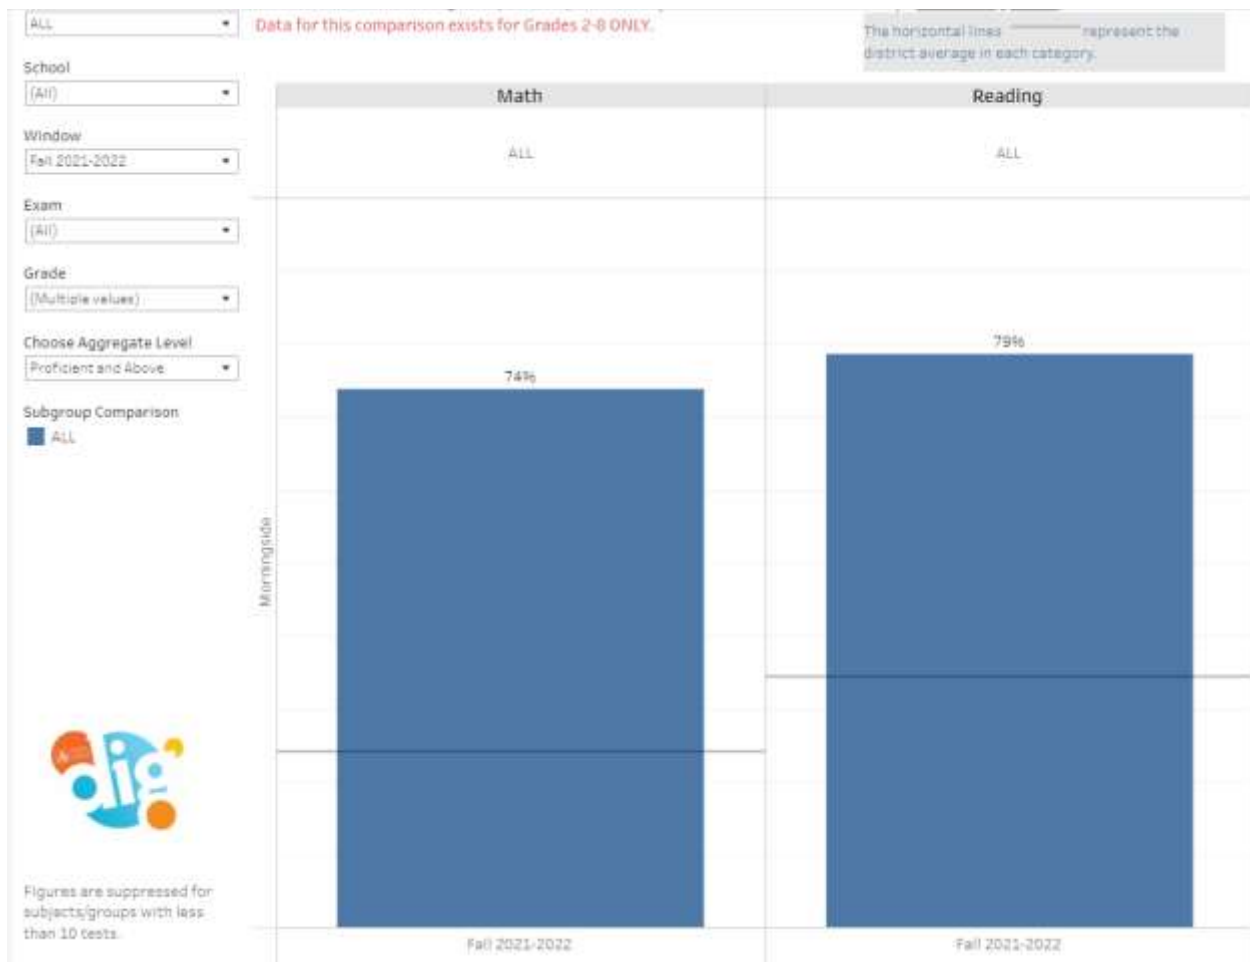 ALL
Data for this comparison exists for Grades 2-8 ONLY.
The horizontal lines represent the
district average in each category.
School
(All)
Window
Fall 2021-2022
Exam
(All)
Grade
(Multiple values)
Choose Aggregate Level
Proficient and Above
Subgroup Comparison
ALL
Math
Reading
ALL
ALL
74%
79%
Morningside
Fall 2021-2022
Fall 2021-2022
dig
Figures are suppressed for
subjects/groups with less
than 10 tests.